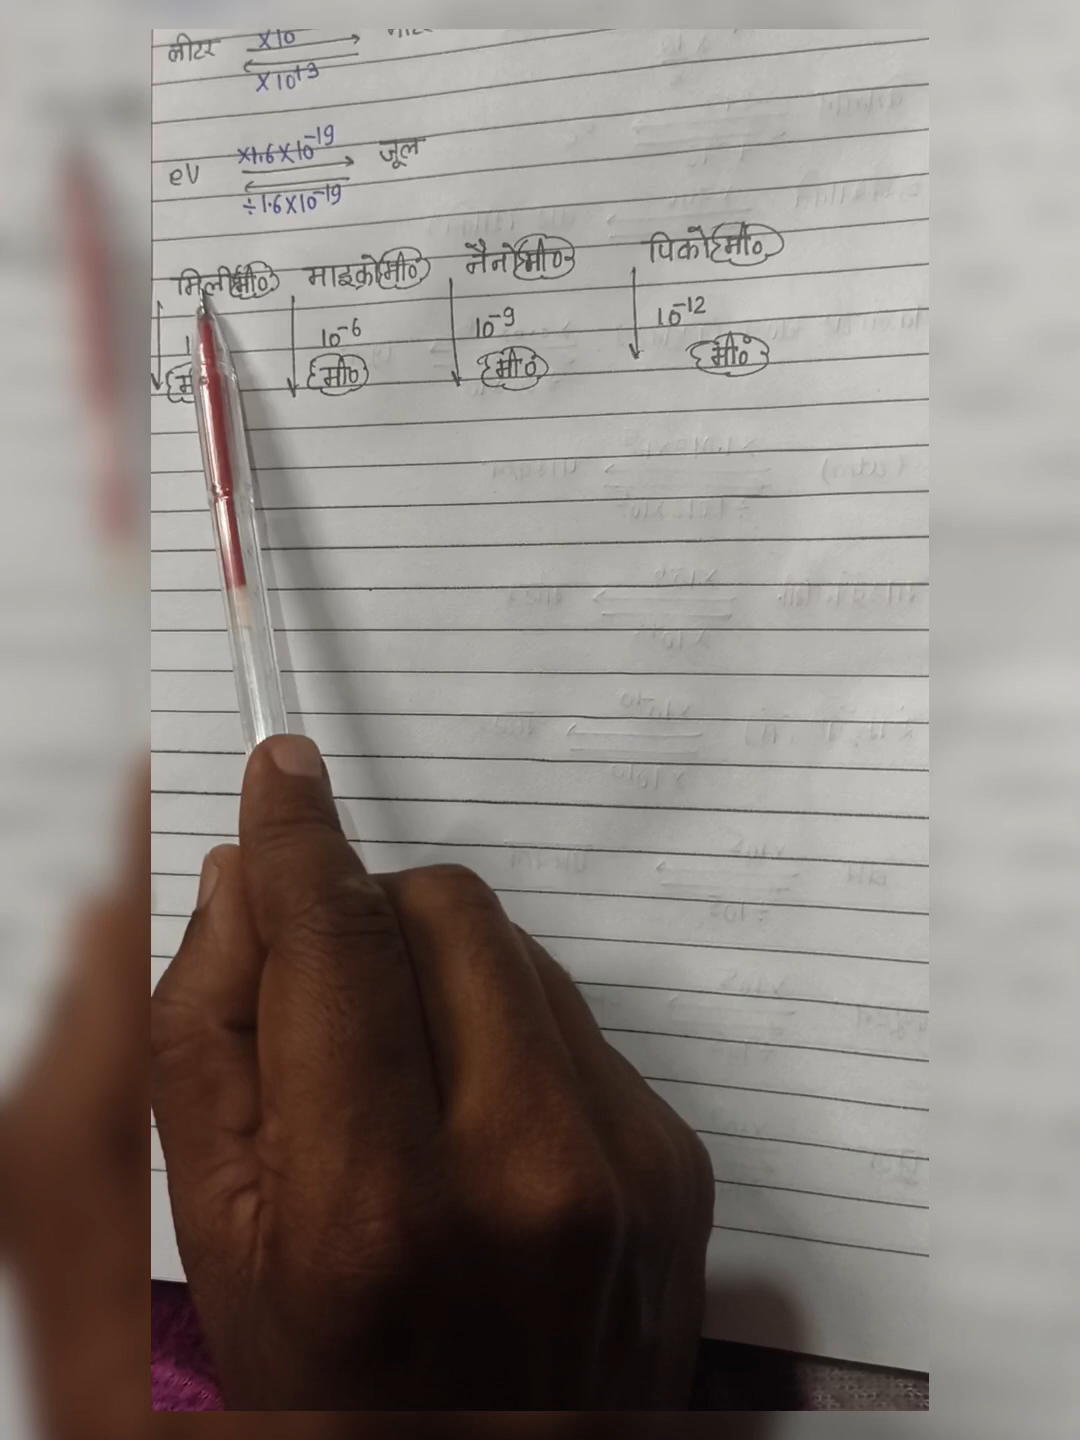 लीटर ×10
×10+3
eV ×1.6×10-19 जूल
÷1.6×10-19
मिलीमी० माइक्रोमी० नैनोमी० पिकोमी०
10-6 10-9 10-12
मी० मी० मी०